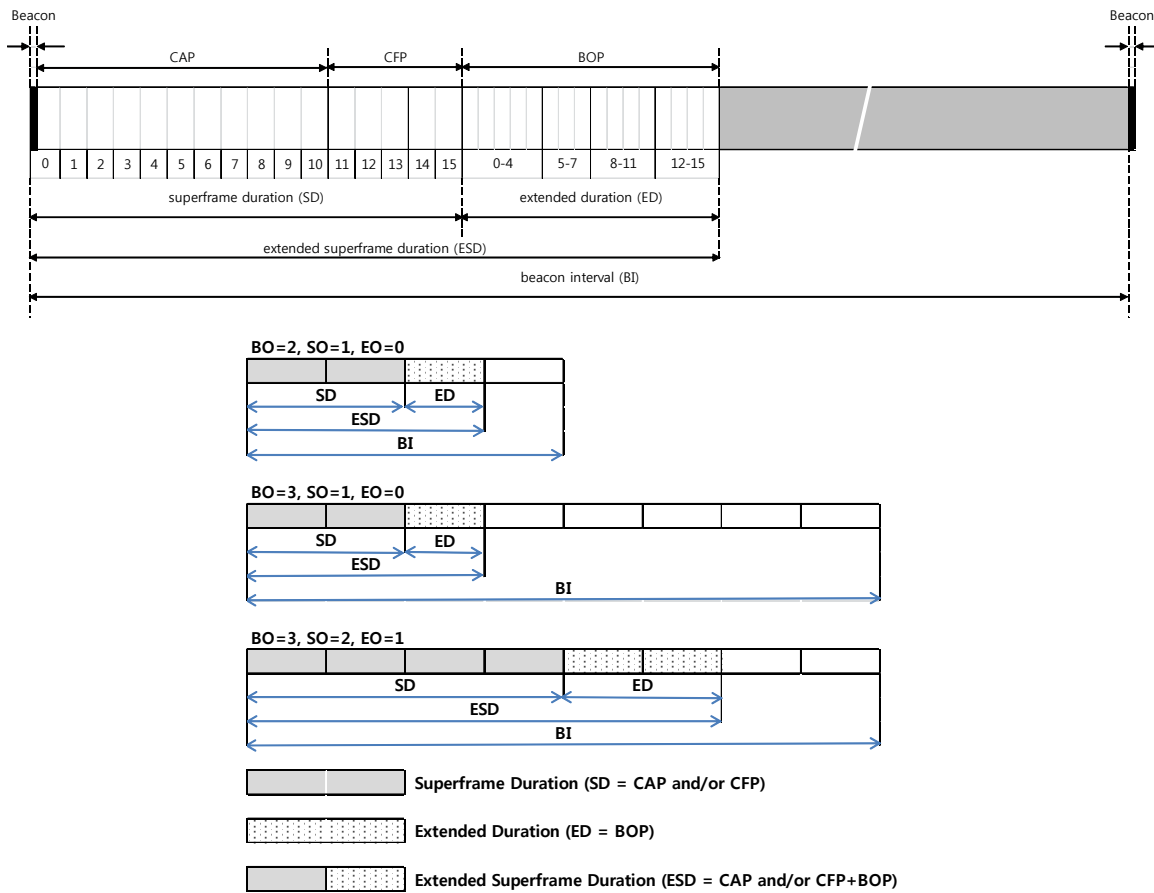 Beacon Beacon
CAP CFP BOP
0 1 2 3 4 5 6 7 8 9 10 11 12 13 14 15 0-4 5-7 8-11 12-15
superframe duration (SD) extended duration (ED)
extended superframe duration (ESD)
beacon interval (BI)
BO=2, SO=1, EO=0
SD ED
ESD
BI
BO=3, SO=1, EO=0
SD ED
ESD
BI
BO=3, SO=2, EO=1
SD ED
ESD
BI
Superframe Duration (SD = CAP and/or CFP)
Extended Duration (ED = BOP)
Extended Superframe Duration (ESD = CAP and/or CFP+BOP)